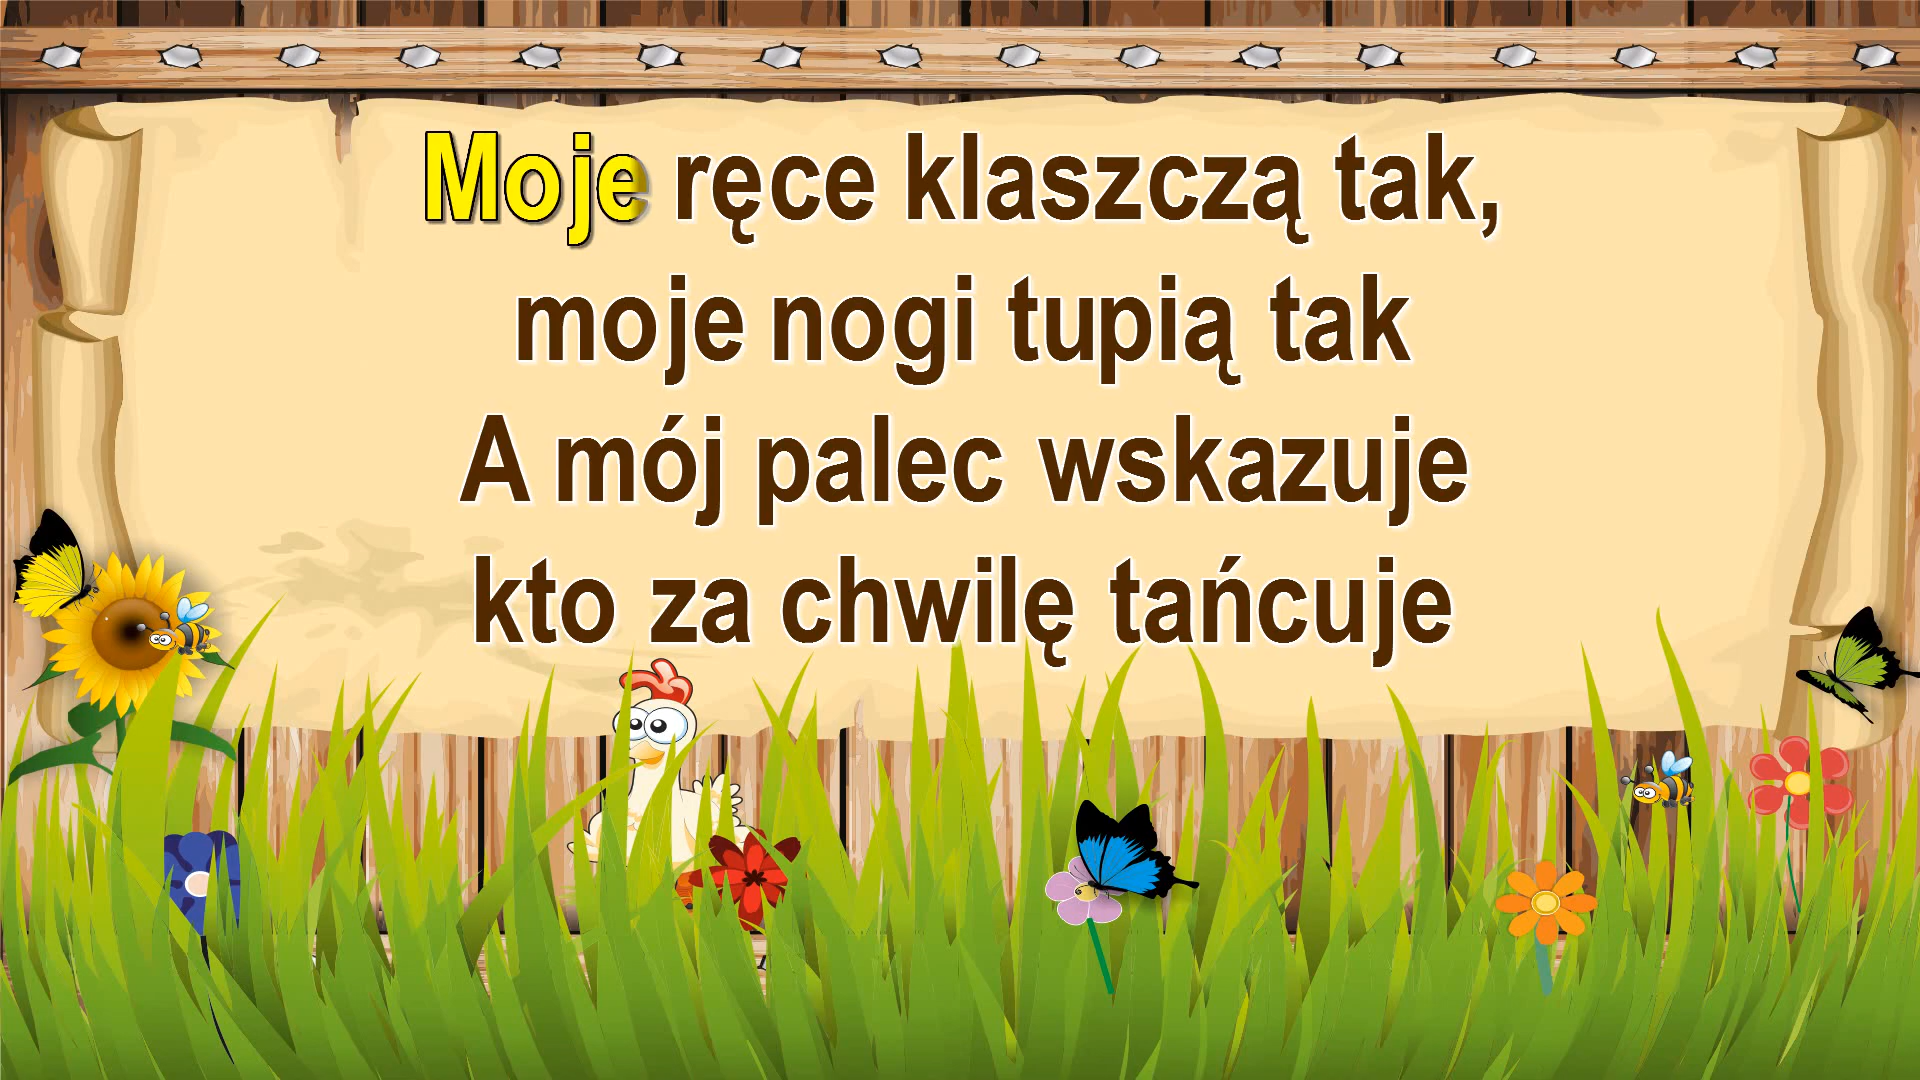 Moje ręce klaszczą tak,
moje nogi tupią tak
A mój palec wskazuje
kto za chwilę tańcuje